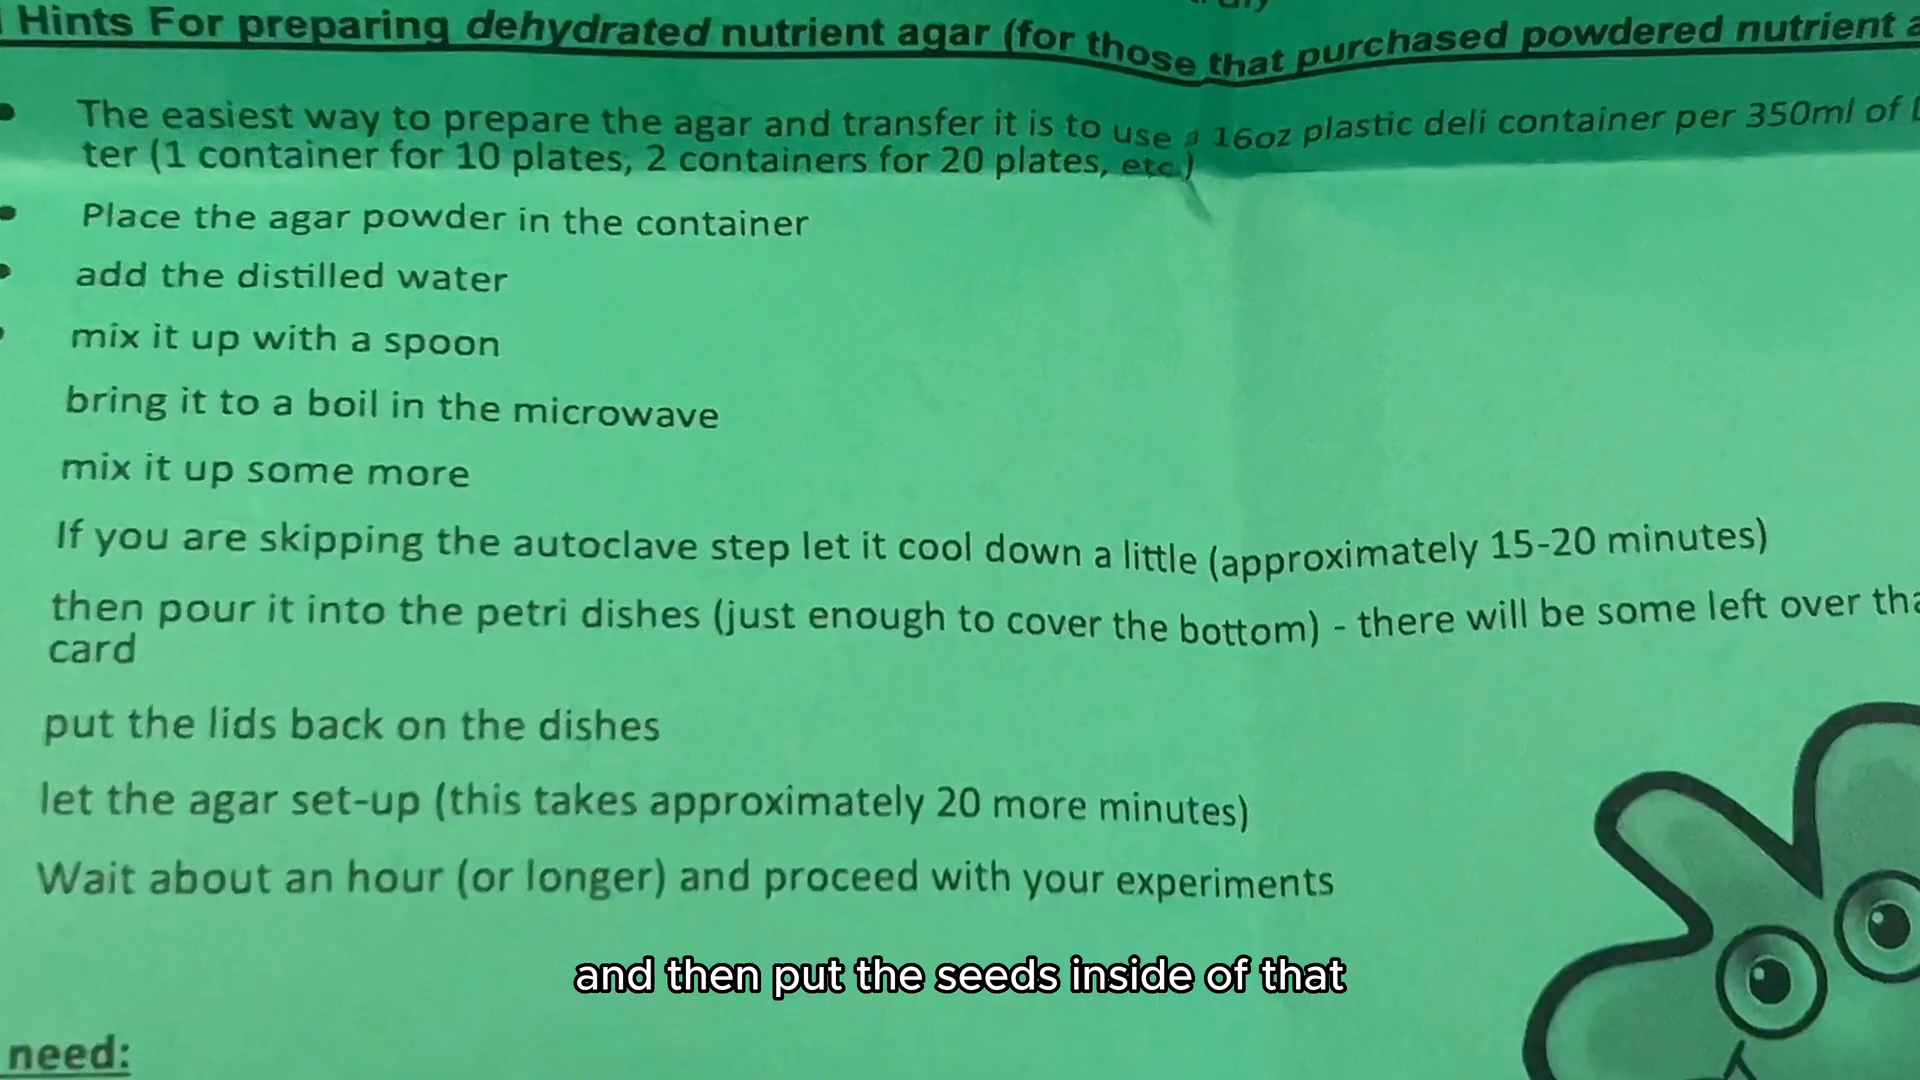 Hints For preparing dehydrated nutrient agar (for those that purchased powdered nutrient
The easiest way to prepare the agar and transfer it is to use a 16oz plastic deli container per 350ml of
ter (1 container for 10 plates, 2 containers for 20 plates, etc.)
Place the agar powder in the container
add the distilled water
mix it up with a spoon
bring it to a boil in the microwave
mix it up some more
If you are skipping the autoclave step let it cool down a little (approximately 15-20 minutes)
then pour it into the petri dishes (just enough to cover the bottom) - there will be some left over
card
put the lids back on the dishes
let the agar set-up (this takes approximately 20 more minutes)
Wait about an hour (or longer) and proceed with your experiments
and then put the seeds inside of that
need: